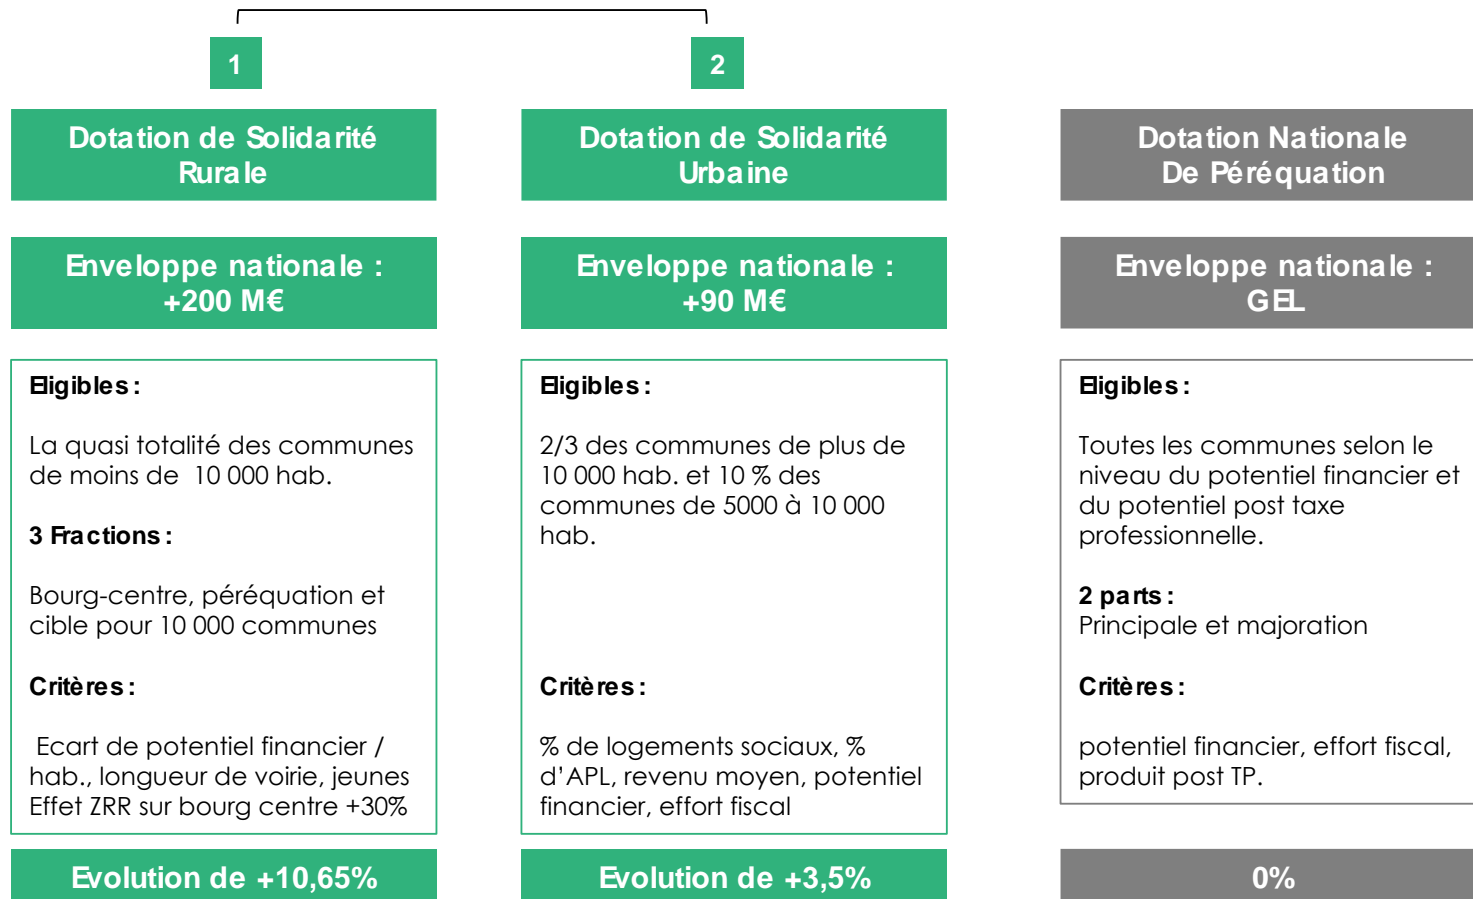 1
Dotation de Solidarité
Rurale
Enveloppe nationale :
+200 M€
Eligibles :
La quasi totalité des communes
de moins de 10 000 hab.
3 Fractions :
Bourg-centre, péréquation et
cible pour 10 000 communes
Critères :
Ecart de potentiel financier /
hab., longueur de voirie, jeunes
Effet ZRR sur bourg centre +30%
Evolution de +10,65%
2
Dotation de Solidarité
Urbaine
Enveloppe nationale :
+90 M€
Eligibles :
2/3 des communes de plus de
10 000 hab. et 10 % des
communes de 5000 à 10 000
hab.
Critères :
% de logements sociaux, %
d’APL, revenu moyen, potentiel
financier, effort fiscal
Evolution de +3,5%
Dotation Nationale
De Péréquation
Enveloppe nationale :
GEL
Eligibles :
Toutes les communes selon le
niveau du potentiel financier et
du potentiel post taxe
professionnelle.
2 parts :
Principale et majoration
Critères :
potentiel financier, effort fiscal,
produit post TP.
0%